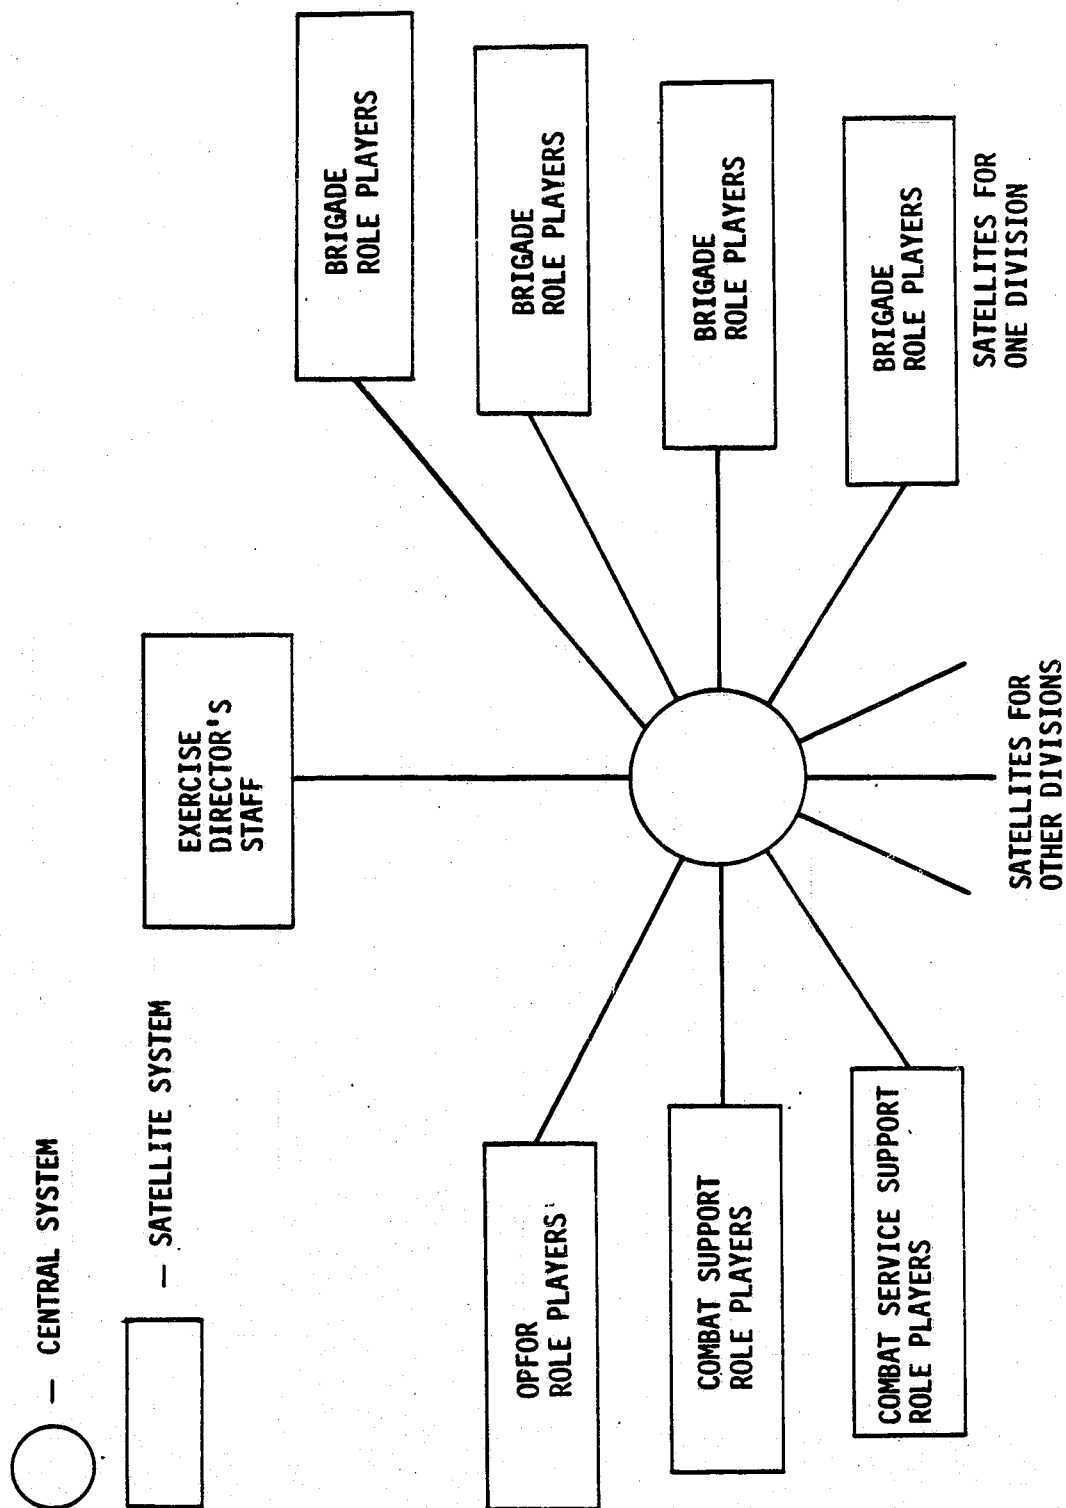 — CENTRAL SYSTEM
— SATELLITE SYSTEM
EXERCISE
DIRECTOR'S
STAFF
OPFOR
ROLE PLAYERS
COMBAT SUPPORT
ROLE PLAYERS
COMBAT SERVICE SUPPORT
ROLE PLAYERS
BRIGADE
ROLE PLAYERS
BRIGADE
ROLE PLAYERS
BRIGADE
ROLE PLAYERS
BRIGADE
ROLE PLAYERS
SATELLITES FOR
ONE DIVISION
SATELLITES FOR
OTHER DIVISIONS